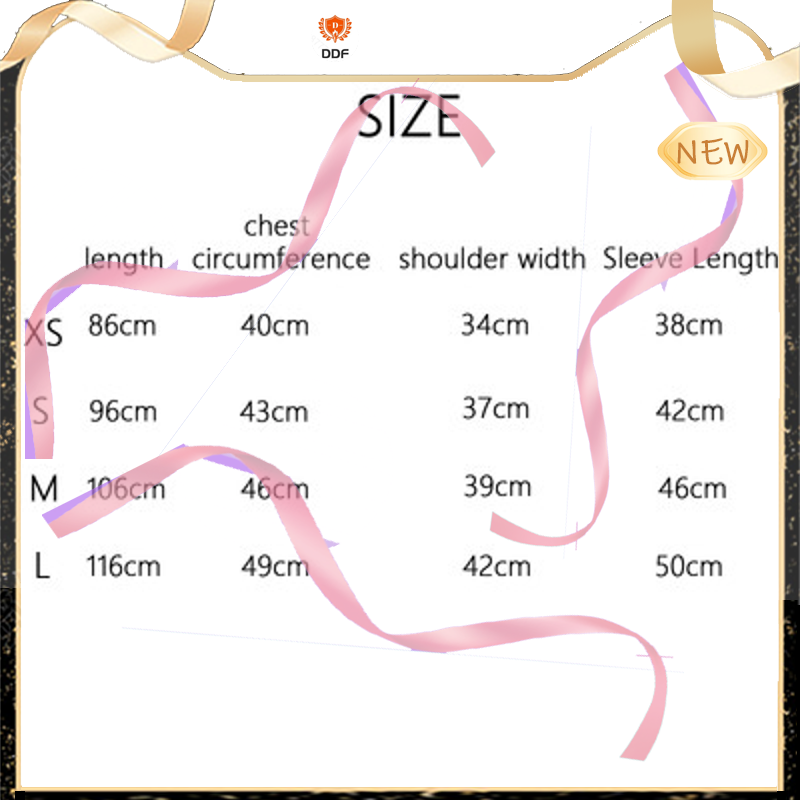 DDF
SIZE
NEW
length chest circumference shoulder width Sleeve Length
XS 86cm 40cm 34cm 38cm
S 96cm 43cm 37cm 42cm
M 106cm 46cm 39cm 46cm
L 116cm 49cm 42cm 50cm